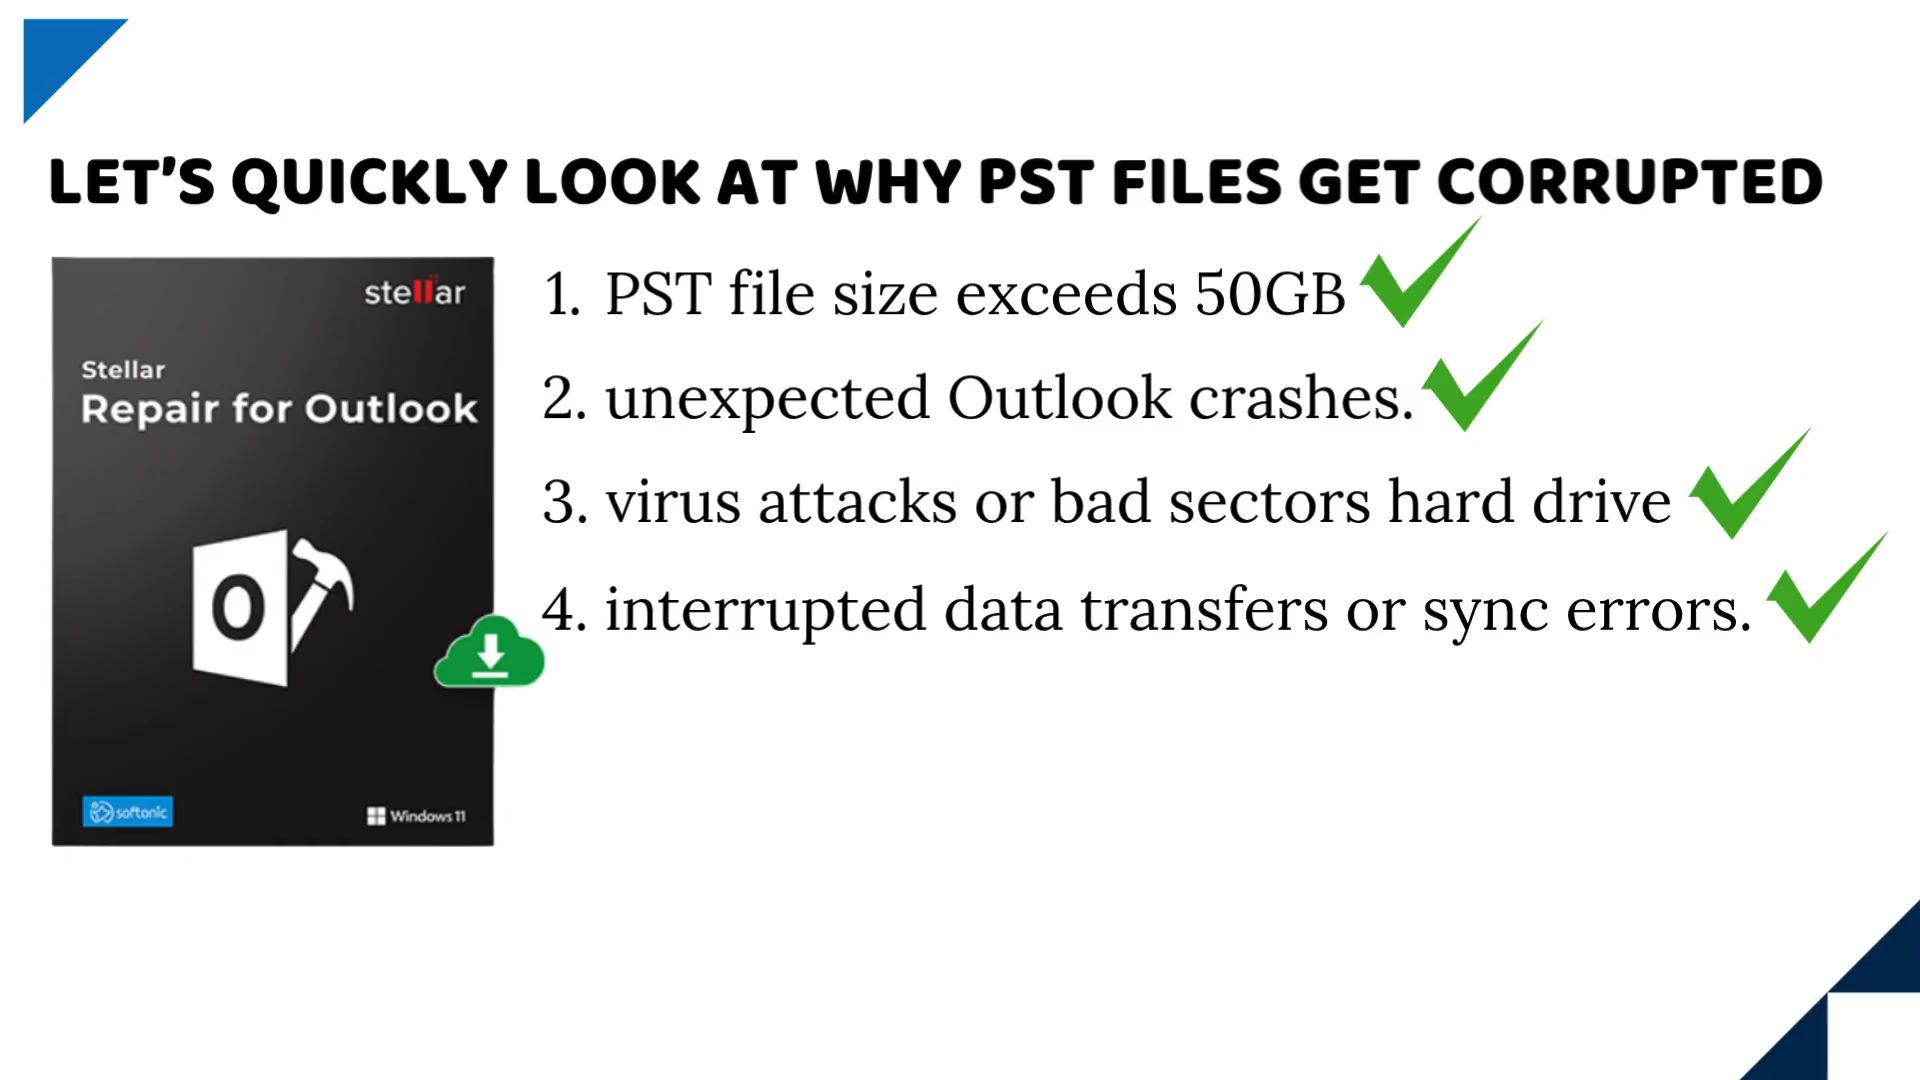 LET'S QUICKLY LOOK AT WHY PST FILES GET CORRUPTED
stellar
Stellar
Repair for Outlook
O
softonic
Windows 11
1. PST file size exceeds 50GB
2. unexpected Outlook crashes.
3. virus attacks or bad sectors hard drive
4. interrupted data transfers or sync errors.